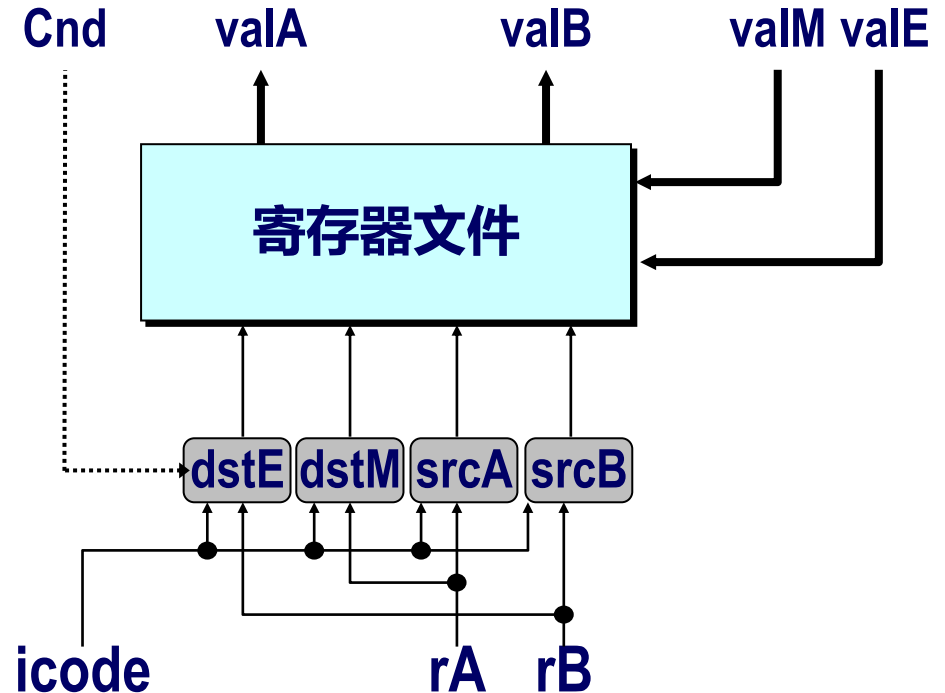 Cnd valA valB valM valE
寄存器文件
dstE dstM srcA srcB
icode rA rB